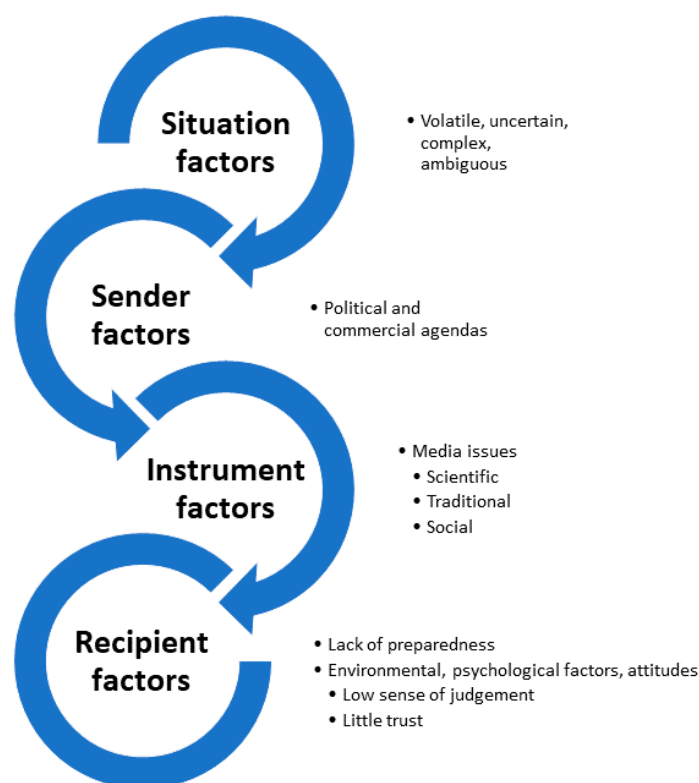 Situation
factors
• Volatile, uncertain,
complex,
ambiguous
Sender
factors
• Political and
commercial agendas
Instrument
factors
• Media issues
• Scientific
• Traditional
• Social
Recipient
factors
• Lack of preparedness
• Environmental, psychological factors, attitudes
• Low sense of judgement
• Little trust